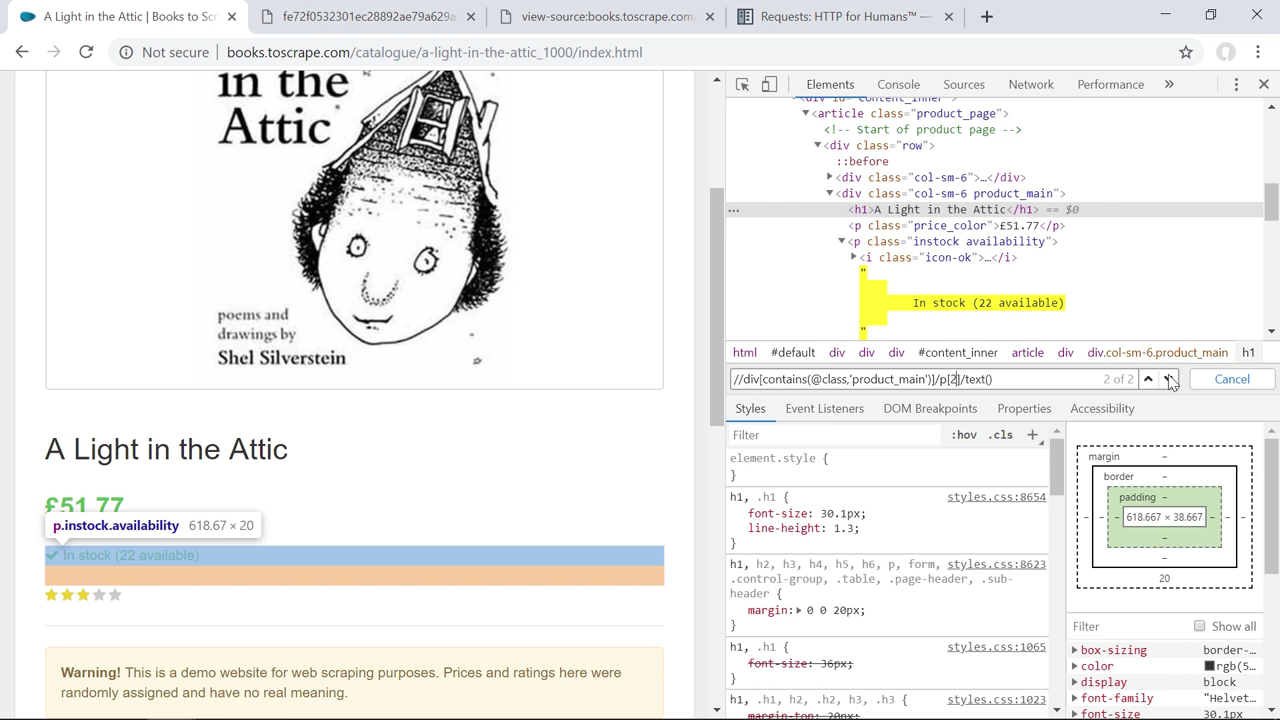 A Light in the Attic | Books to Scr
fe72f0532301ec28892ae79a629
view-source:books.toscrape.com/
Requests: HTTP for Humans™ —
Not secure
books.toscrape.com/catalogue/a-light-in-the-attic_1000/index.html
in the
Attic
poems and
drawings by
Shel Silverstein
A Light in the Attic
£51.77
p.instock.availability 618.67 × 20
In stock (22 available)
Warning! This is a demo website for web scraping purposes. Prices and ratings here were
randomly assigned and have no real meaning.
Elements Console Sources Network Performance »
<div id="content_inner">
<article class="product_page">
<!-- Start of product page -->
<div class="row">
::before
<div class="col-sm-6">…</div>
<div class="col-sm-6 product_main">
… <h1>A Light in the Attic</h1> == $0
<p class="price_color">£51.77</p>
<p class="instock availability">
<i class="icon-ok">…</i>
"
In stock (22 available)
"
html #default div div div #content_inner article div div.col-sm-6.product_main h1
//div[contains(@class,'product_main')]/p[2]/text() 2 of 2 Cancel
Styles Event Listeners DOM Breakpoints Properties Accessibility
Filter :hov .cls +
element.style {
}
h1, .h1 { styles.css:8654
font-size: 30.1px;
line-height: 1.3;
}
h1, h2, h3, h4, h5, h6, p, form, styles.css:8623
.control-group, .table, .page-header, .sub-
header {
margin: 0 0 20px;
}
h1, .h1 { styles.css:1065
font-size: 36px;
}
h1, .h1, h2, .h2, h3, .h3 { styles.css:1023
margin-top: 20px;
margin –
border –
padding –
– – – 618.667 × 38.667 – – –
–
–
20
Filter Show all
box-sizing border-…
color rgb(5…
display block
font-family "Helvet…
font-size 30.1px